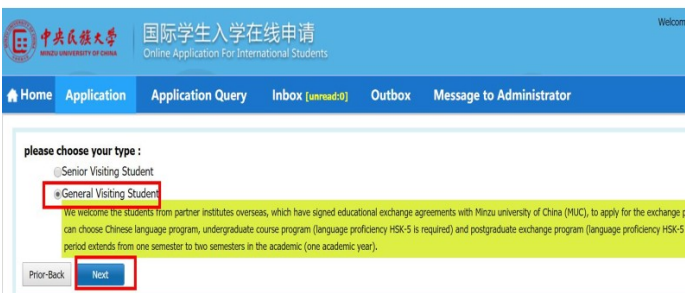 中央民族大学
MINZU UNIVERSITY OF CHINA
国际学生入学在线申请
Online Application For International Students
Welcom
Home Application Application Query Inbox [unread:0] Outbox Message to Administrator
please choose your type :
Senior Visiting Student
General Visiting Student
We welcome the students from partner institutes overseas, which have signed educational exchange agreements with Minzu university of China (MUC), to apply for the exchange p
can choose Chinese language program, undergraduate course program (language proficiency HSK-5 is required) and postgraduate exchange program (language proficiency HSK-5
period extends from one semester to two semesters in the academic (one academic year).
Prior-Back Next